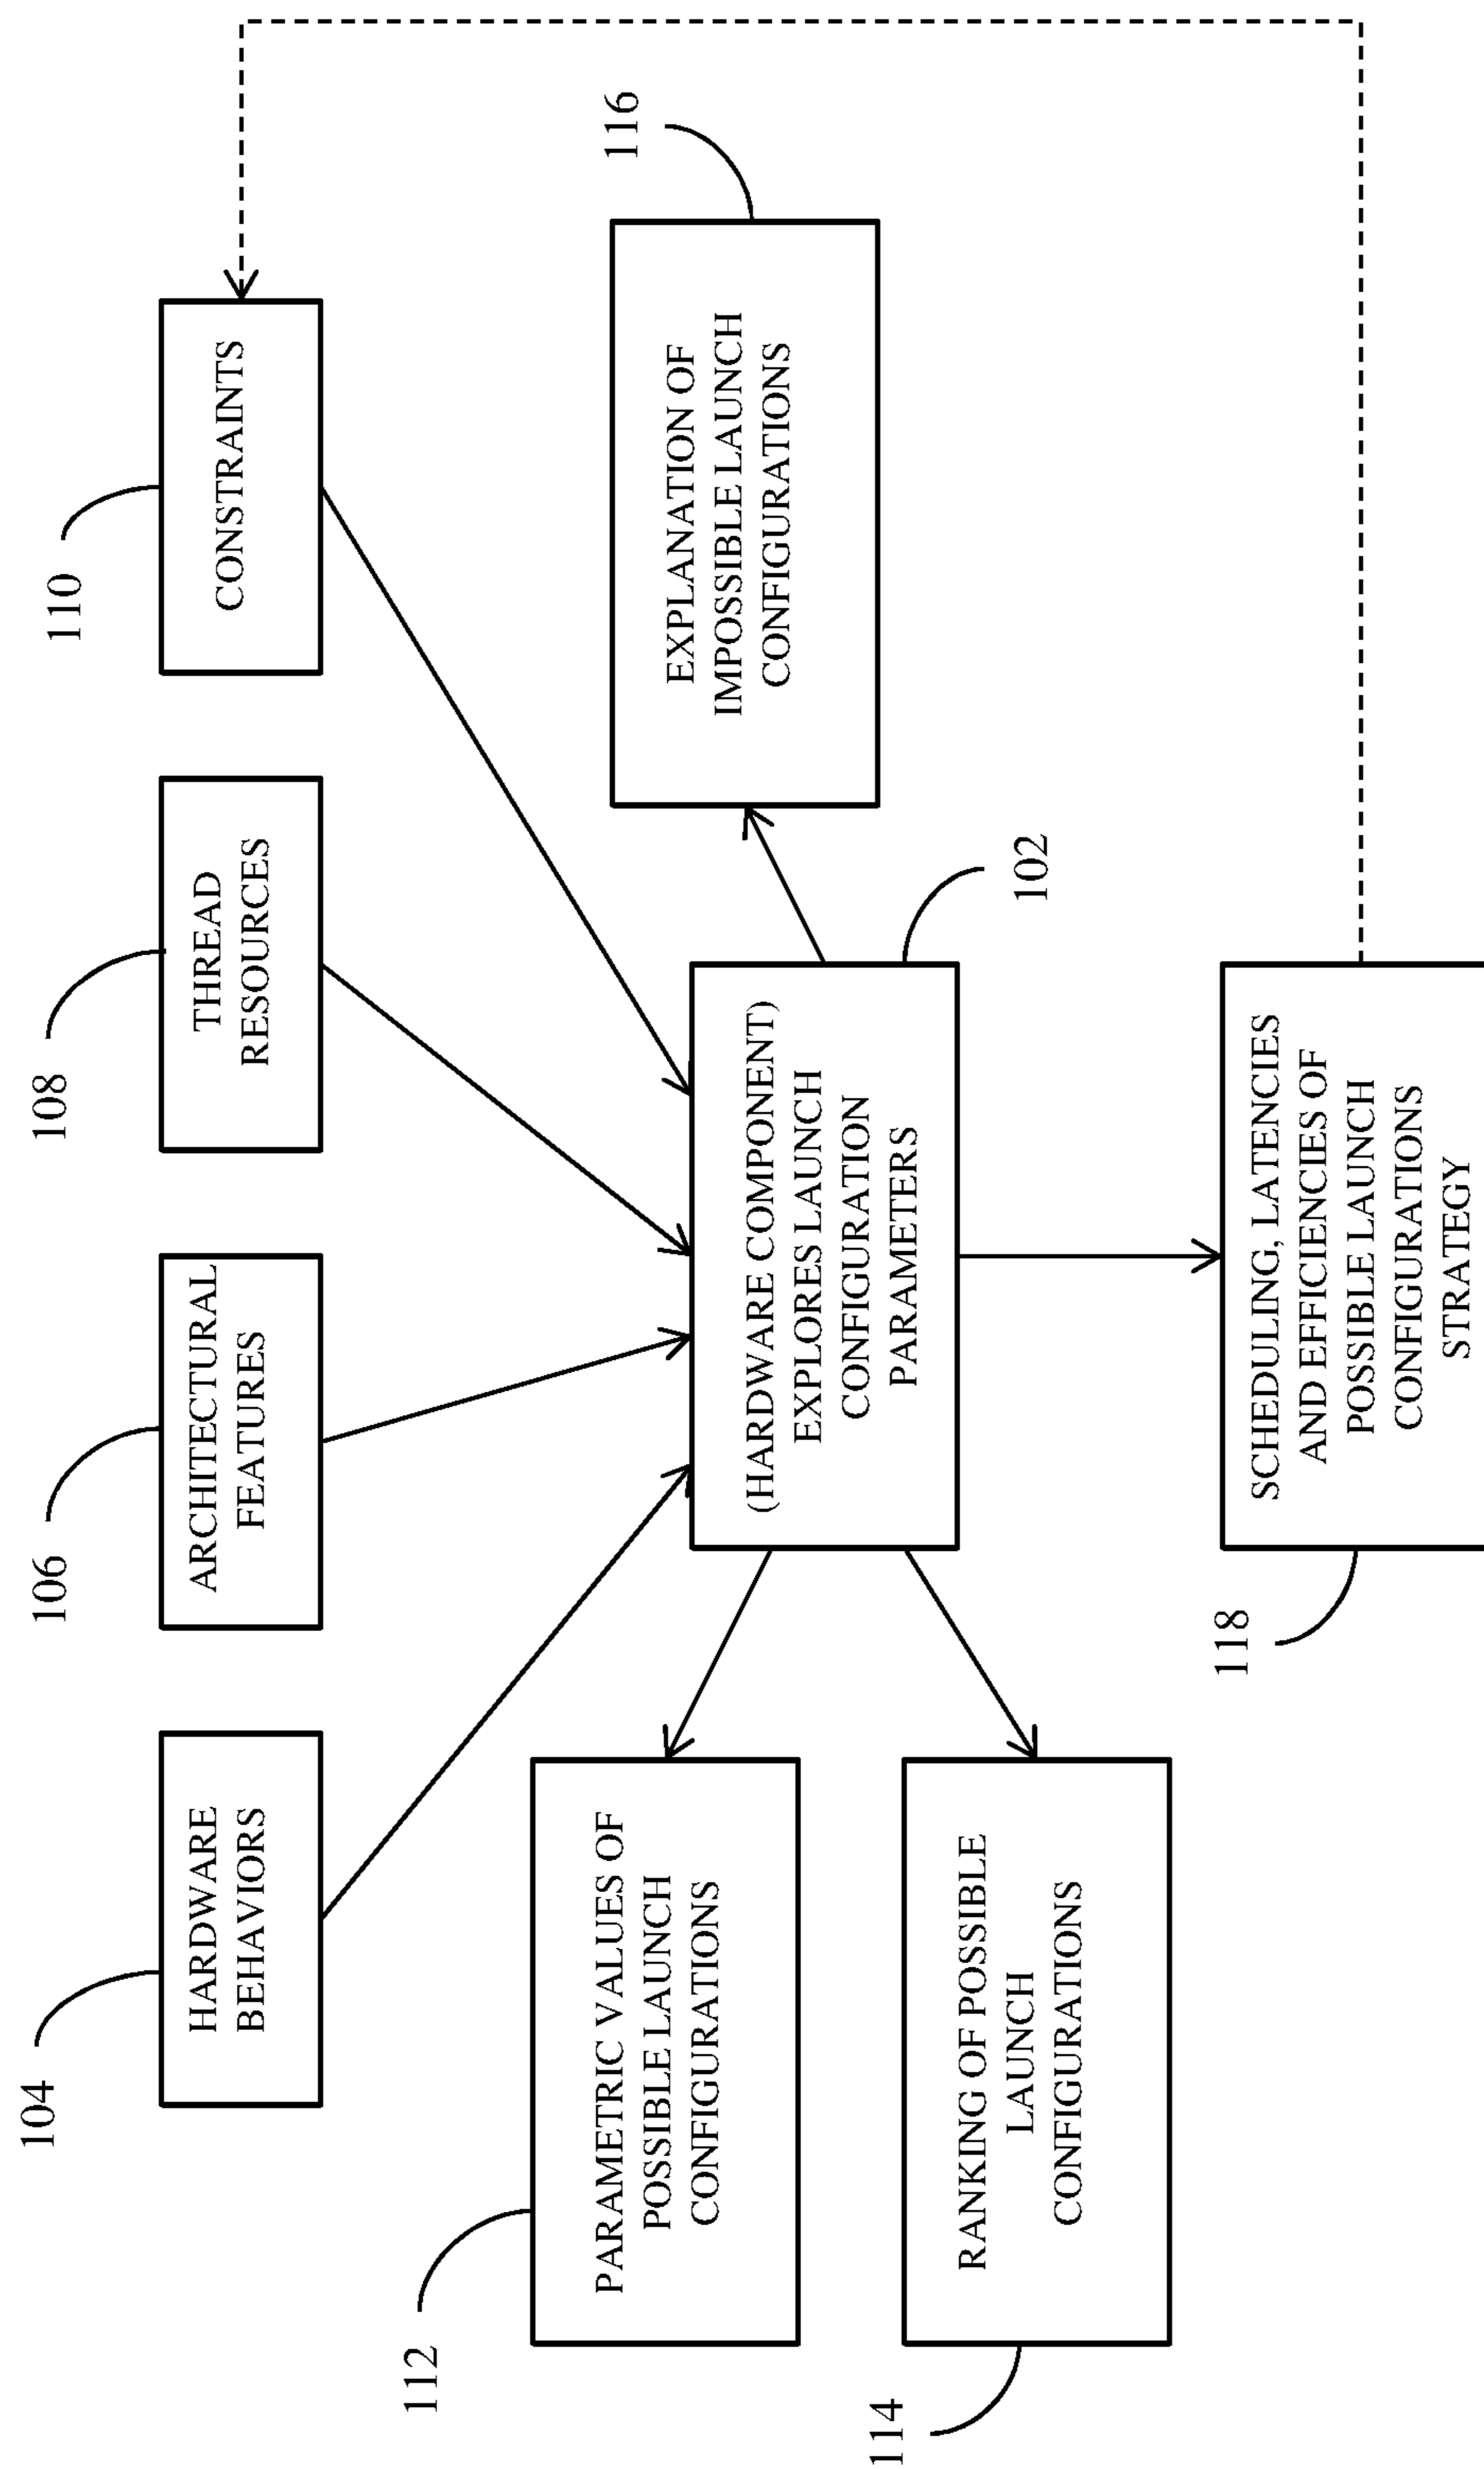 104
HARDWARE
BEHAVIORS
106
ARCHITECTURAL
FEATURES
108
THREAD
RESOURCES
110
CONSTRAINTS
112
PARAMETRIC VALUES OF
POSSIBLE LAUNCH
CONFIGURATIONS
(HARDWARE COMPONENT)
EXPLORES LAUNCH
CONFIGURATION
PARAMETERS
102
116
EXPLANATION OF
IMPOSSIBLE LAUNCH
CONFIGURATIONS
114
RANKING OF POSSIBLE
LAUNCH
CONFIGURATIONS
118
SCHEDULING, LATENCIES
AND EFFICIENCIES OF
POSSIBLE LAUNCH
CONFIGURATIONS
STRATEGY